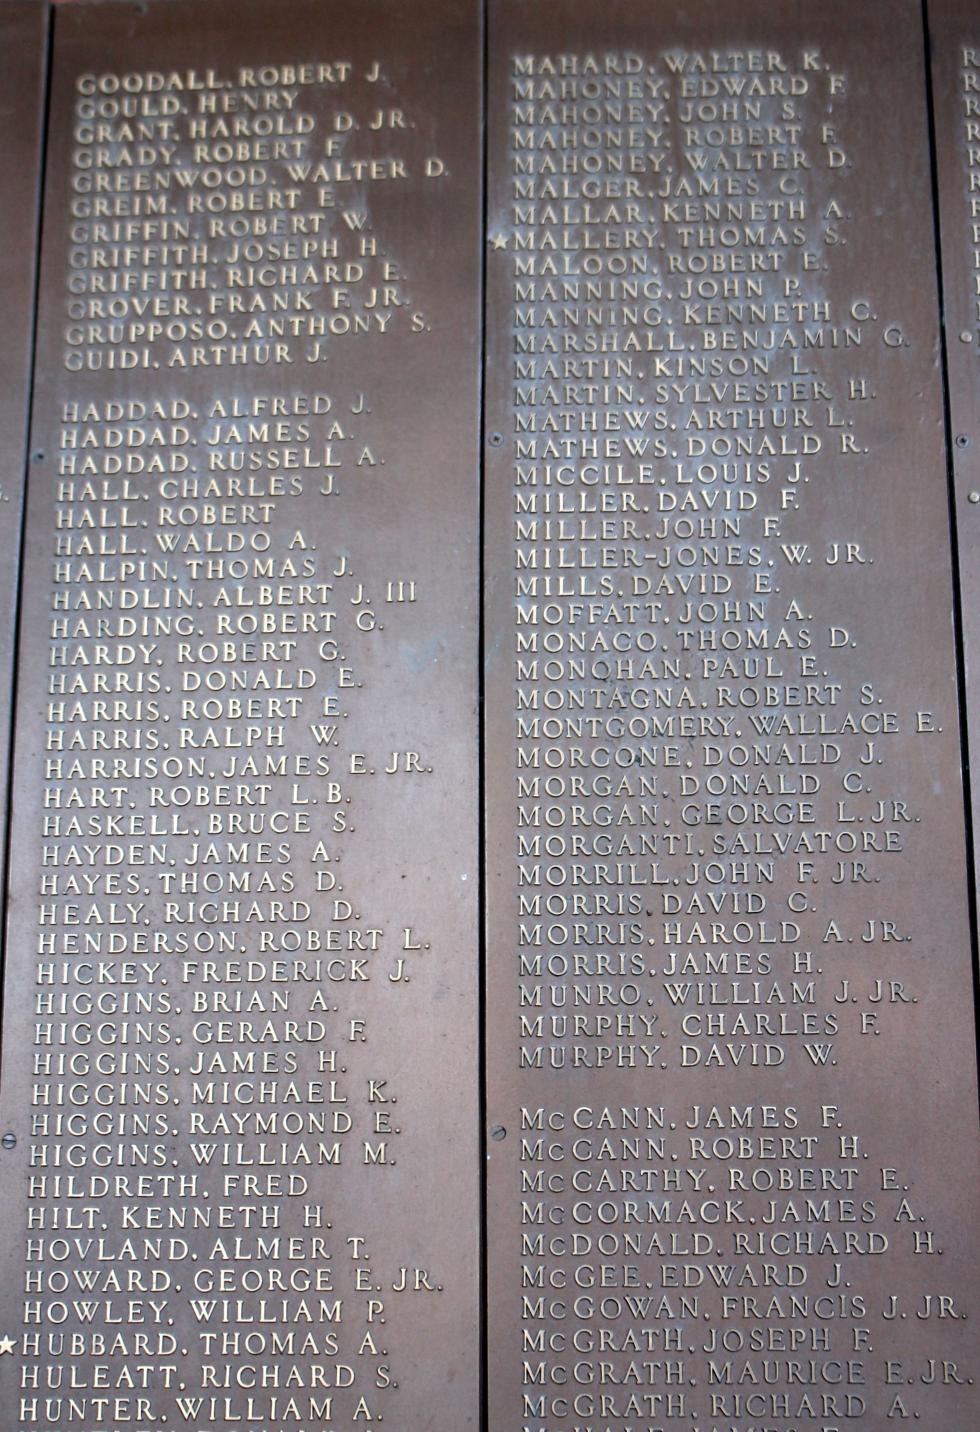 GOODALL, ROBERT J.
GOULD, HENRY
GRANT, HAROLD D. JR.
GRADY, ROBERT F.
GREENWOOD, WALTER D.
GREIM, ROBERT E.
GRIFFIN, ROBERT W.
GRIFFITH, JOSEPH H.
GRIFFITH, RICHARD E.
GROVER, FRANK F. JR.
GRUPPOSO, ANTHONY S.
GUIDI, ARTHUR J.
HADDAD, ALFRED J.
HADDAD, JAMES A.
HADDAD, RUSSELL A.
HALL, CHARLES J.
HALL, ROBERT
HALL, WALDO A.
HALPIN, THOMAS J.
HANDLIN, ALBERT J. III
HARDING, ROBERT G.
HARDY, ROBERT G.
HARRIS, DONALD E.
HARRIS, ROBERT E.
HARRIS, RALPH W.
HARRISON, JAMES E. JR.
HART, ROBERT L.B.
HASKELL, BRUCE S.
HAYDEN, JAMES A.
HAYES, THOMAS D.
HEALY, RICHARD D.
HENDERSON, ROBERT L.
HICKEY, FREDERICK J.
HIGGINS, BRIAN A.
HIGGINS, GERARD F.
HIGGINS, JAMES H.
HIGGINS, MICHAEL K.
HIGGINS, RAYMOND E.
HIGGINS, WILLIAM M.
HILDRETH, FRED
HILT, KENNETH H.
HOVLAND, ALMER T.
HOWARD, GEORGE E. JR.
HOWLEY, WILLIAM P.
★HUBBARD, THOMAS A.
HULEATT, RICHARD S.
HUNTER, WILLIAM A.
MAHARD, WALTER K.
MAHONEY, EDWARD F.
MAHONEY, JOHN S.
MAHONEY, ROBERT F.
MAHONEY, WALTER D.
MALGER, JAMES C.
MALLAR, KENNETH A.
★MALLERY, THOMAS S.
MALOON, ROBERT E.
MANNING, JOHN P.
MANNING, KENNETH C.
MARSHALL, BENJAMIN G.
MARTIN, KINSON L.
MARTIN, SYLVESTER H.
MATHEWS, ARTHUR L.
MATHEWS, DONALD R.
MICCILE, LOUIS J.
MILLER, DAVID F.
MILLER, JOHN F.
MILLER-JONES, W. JR.
MILLS, DAVID E.
MOFFATT, JOHN A.
MONACO, THOMAS D.
MONOHAN, PAUL E.
MONTAGNA, ROBERT S.
MONTGOMERY, WALLACE E.
MORCONE, DONALD J.
MORGAN, DONALD C.
MORGAN, GEORGE L. JR.
MORGANTI, SALVATORE
MORRILL, JOHN F. JR.
MORRIS, DAVID G.
MORRIS, HAROLD A. JR.
MORRIS, JAMES H.
MUNRO, WILLIAM J. JR.
MURPHY, CHARLES F.
MURPHY, DAVID W.
McCANN, JAMES F.
McCANN, ROBERT H.
McCARTHY, ROBERT E.
McCORMACK, JAMES A.
McDONALD, RICHARD H.
McGEE, EDWARD J.
McGOWAN, FRANCIS J. JR.
McGRATH, JOSEPH F.
McGRATH, MAURICE E. JR.
McGRATH, RICHARD A.